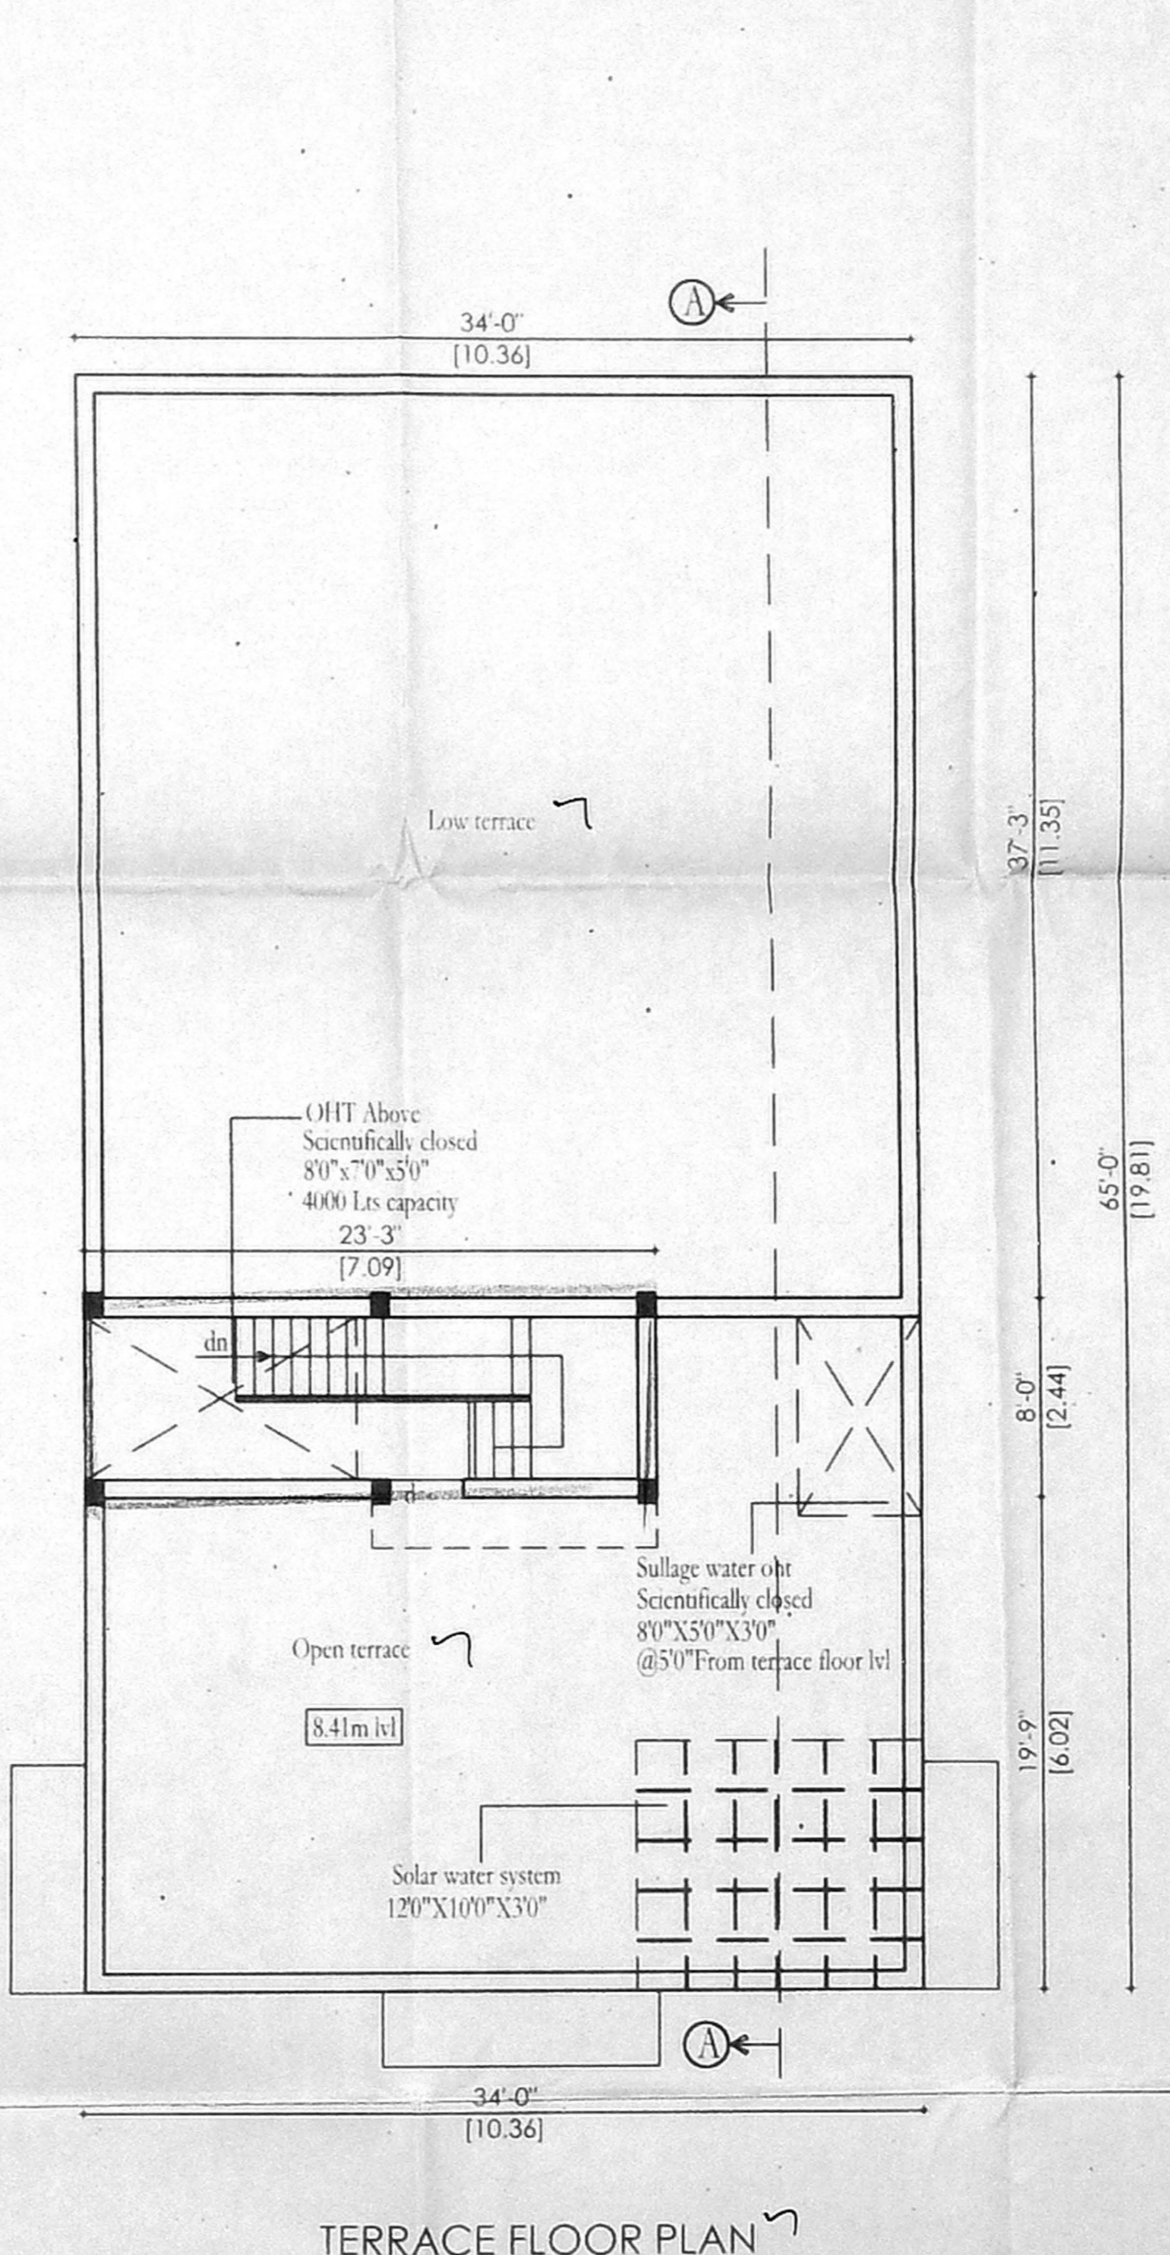 A
34'-0"
[10.36]
Low terrace
37'-3"
[11.35]
65'-0"
[19.81]
OHT Above
Scientifically closed
8'0"x7'0"x5'0"
4000 Lts capacity
23'-3"
[7.09]
dn
8'-0"
[2.44]
d
Sullage water oht
Scientifically closed
8'0"X5'0"X3'0"
@5'0"From terrace floor lvl
Open terrace
8.41m lvl
19'-9"
[6.02]
Solar water system
12'0"X10'0"X3'0"
A
34'-0"
[10.36]
TERRACE FLOOR PLAN